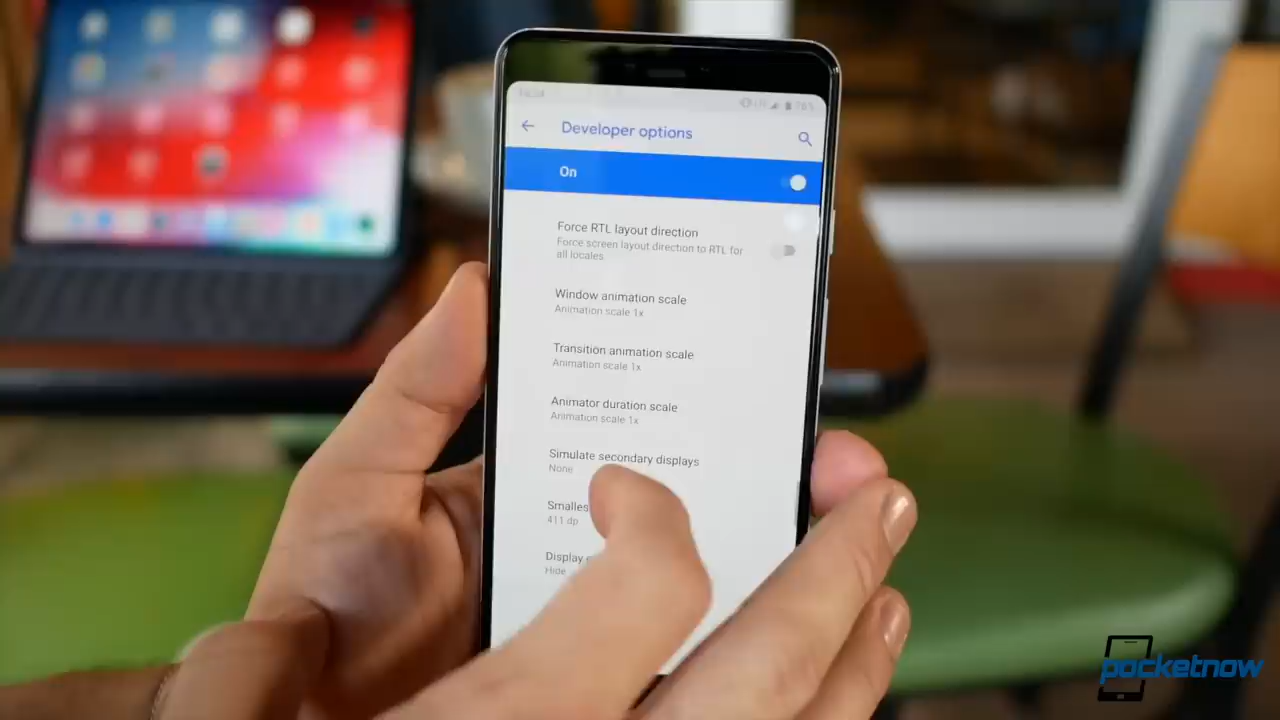 Developer options
On
Force RTL layout direction
Force screen layout direction to RTL for
all locales
Window animation scale
Animation scale 1x
Transition animation scale
Animation scale 1x
Animator duration scale
Animation scale 1x
Simulate secondary displays
None
Smalles
411 dp
Display
Hide
pocketnow